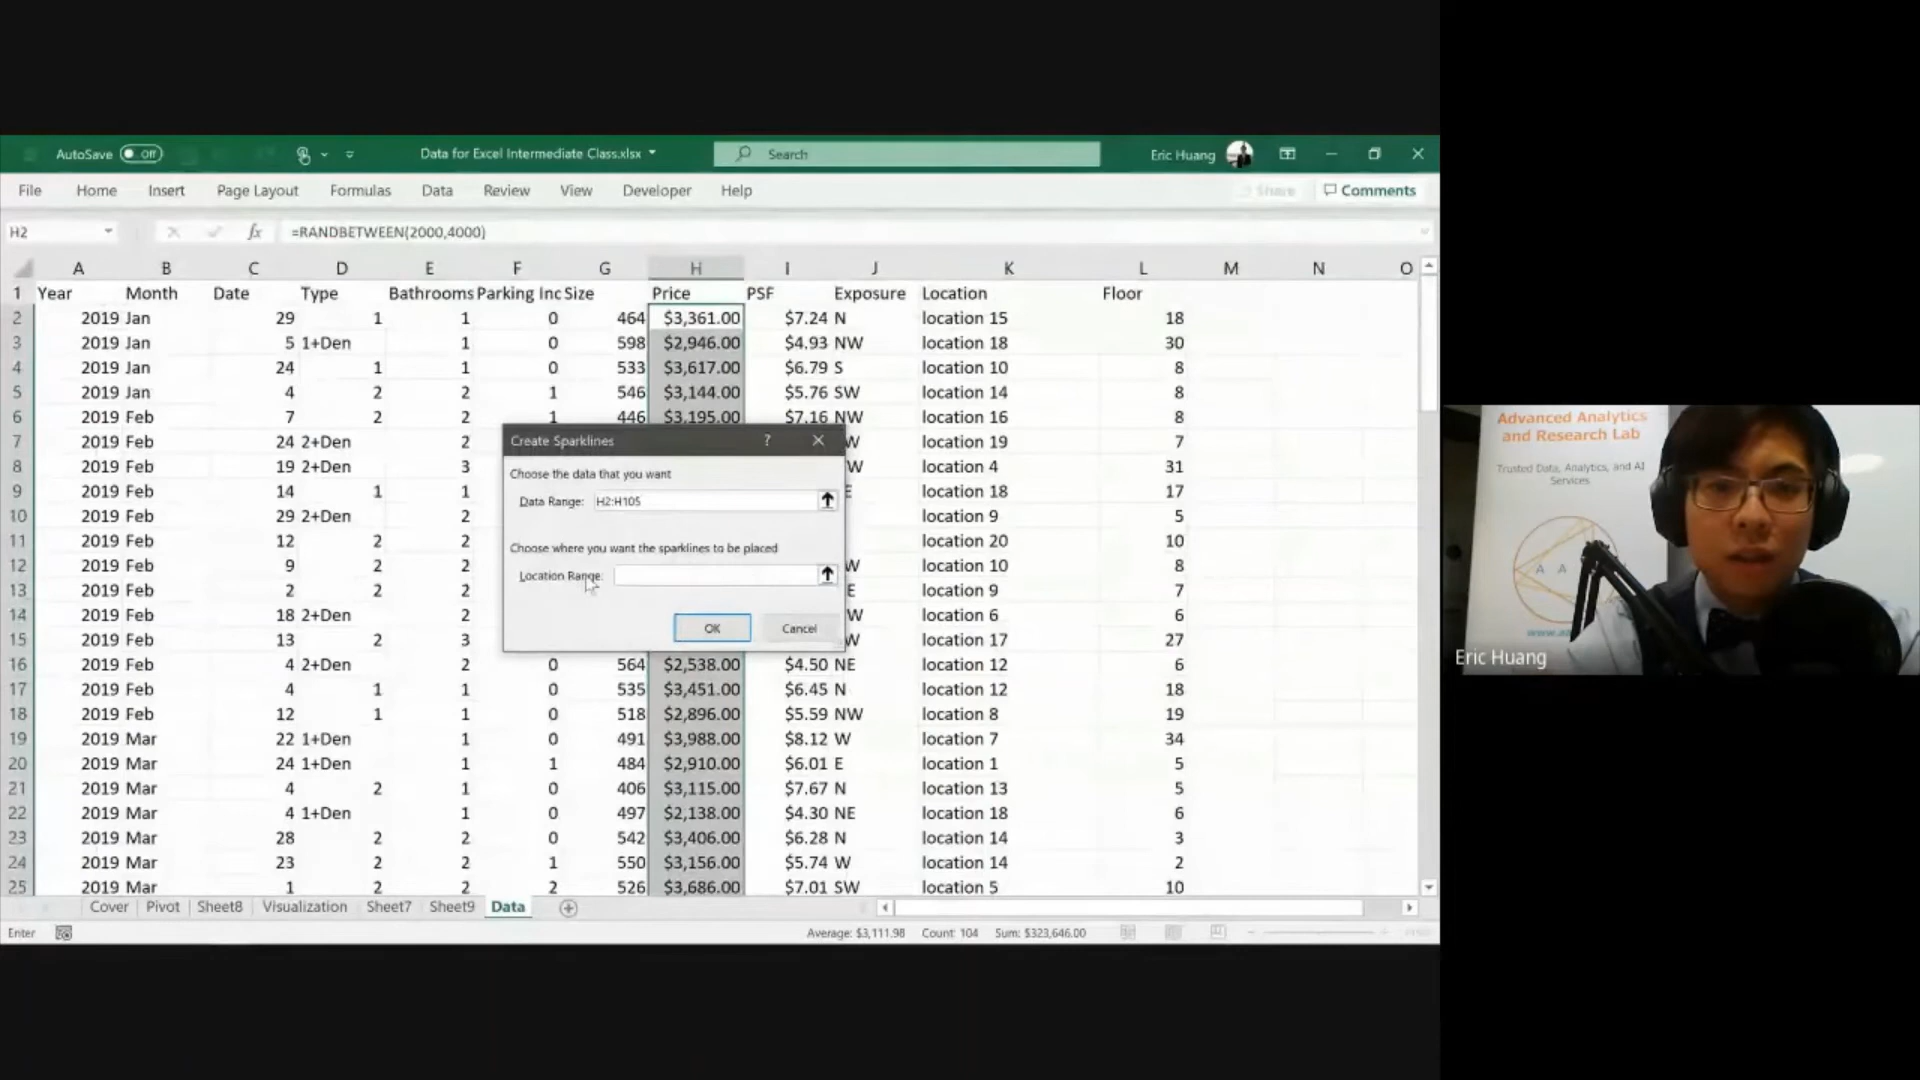 AutoSave Off Data for Excel Intermediate Class.xlsx Search Eric Huang
File Home Insert Page Layout Formulas Data Review View Developer Help Share Comments
H2 fx =RANDBETWEEN(2000,4000)
A B C D E F G H I J K L M N O
1 Year Month Date Type Bathrooms Parking Inc Size Price PSF Exposure Location Floor
2 2019 Jan 29 1 1 0 464 $3,361.00 $7.24 N location 15 18
3 2019 Jan 5 1+Den 1 0 598 $2,946.00 $4.93 NW location 18 30
4 2019 Jan 24 1 1 0 533 $3,617.00 $6.79 S location 10 8
5 2019 Jan 4 2 2 1 546 $3,144.00 $5.76 SW location 14 8
6 2019 Feb 7 2 2 1 446 $3,195.00 $7.16 NW location 16 8
7 2019 Feb 24 2+Den 2 W location 19 7
8 2019 Feb 19 2+Den 3 W location 4 31
9 2019 Feb 14 1 1 E location 18 17
10 2019 Feb 29 2+Den 2 location 9 5
11 2019 Feb 12 2 2 location 20 10
12 2019 Feb 9 2 2 W location 10 8
13 2019 Feb 2 2 2 E location 9 7
14 2019 Feb 18 2+Den 2 W location 6 6
15 2019 Feb 13 2 3 W location 17 27
16 2019 Feb 4 2+Den 2 0 564 $2,538.00 $4.50 NE location 12 6
17 2019 Feb 4 1 1 0 535 $3,451.00 $6.45 N location 12 18
18 2019 Feb 12 1 1 0 518 $2,896.00 $5.59 NW location 8 19
19 2019 Mar 22 1+Den 1 0 491 $3,988.00 $8.12 W location 7 34
20 2019 Mar 24 1+Den 1 1 484 $2,910.00 $6.01 E location 1 5
21 2019 Mar 4 2 1 0 406 $3,115.00 $7.67 N location 13 5
22 2019 Mar 4 1+Den 1 0 497 $2,138.00 $4.30 NE location 18 6
23 2019 Mar 28 2 2 0 542 $3,406.00 $6.28 N location 14 3
24 2019 Mar 23 2 2 1 550 $3,156.00 $5.74 W location 14 2
25 2019 Mar 1 2 2 2 526 $3,686.00 $7.01 SW location 5 10
Create Sparklines ?
Choose the data that you want
Data Range: H2:H105
Choose where you want the sparklines to be placed
Location Range:
OK Cancel
Cover Pivot Sheet8 Visualization Sheet7 Sheet9 Data
Enter Average: $3,111.98 Count: 104 Sum: $323,646.00
Advanced Analytics
and Research Lab
Trusted Data, Analytics, and AI
Services
A A
Eric Huang